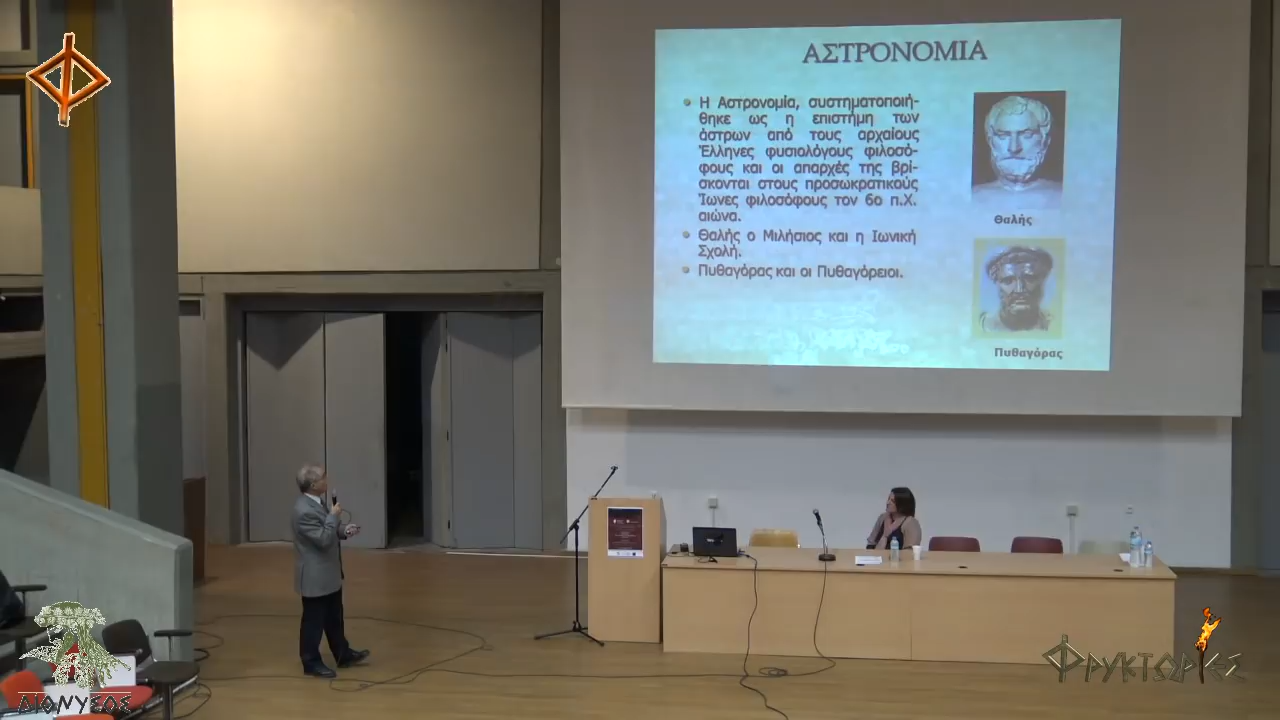 ΑΣΤΡΟΝΟΜΙΑ
Η Αστρονομία, συστηματοποιή-
θηκε ως η επιστήμη των
άστρων από τους αρχαίους
Έλληνες φυσιολόγους φιλοσό-
φους και οι απαρχές της βρί-
σκονται στους προσωκρατικούς
Ίωνες φιλοσόφους τον 6ο π.Χ.
αιώνα.
Θαλής ο Μιλήσιος και η Ιωνική
Σχολή.
Πυθαγόρας και οι Πυθαγόρειοι.
Θαλής
Πυθαγόρας
ΔΙΟΝΥΣΟΣ
ΦρυκτωρίεΣ